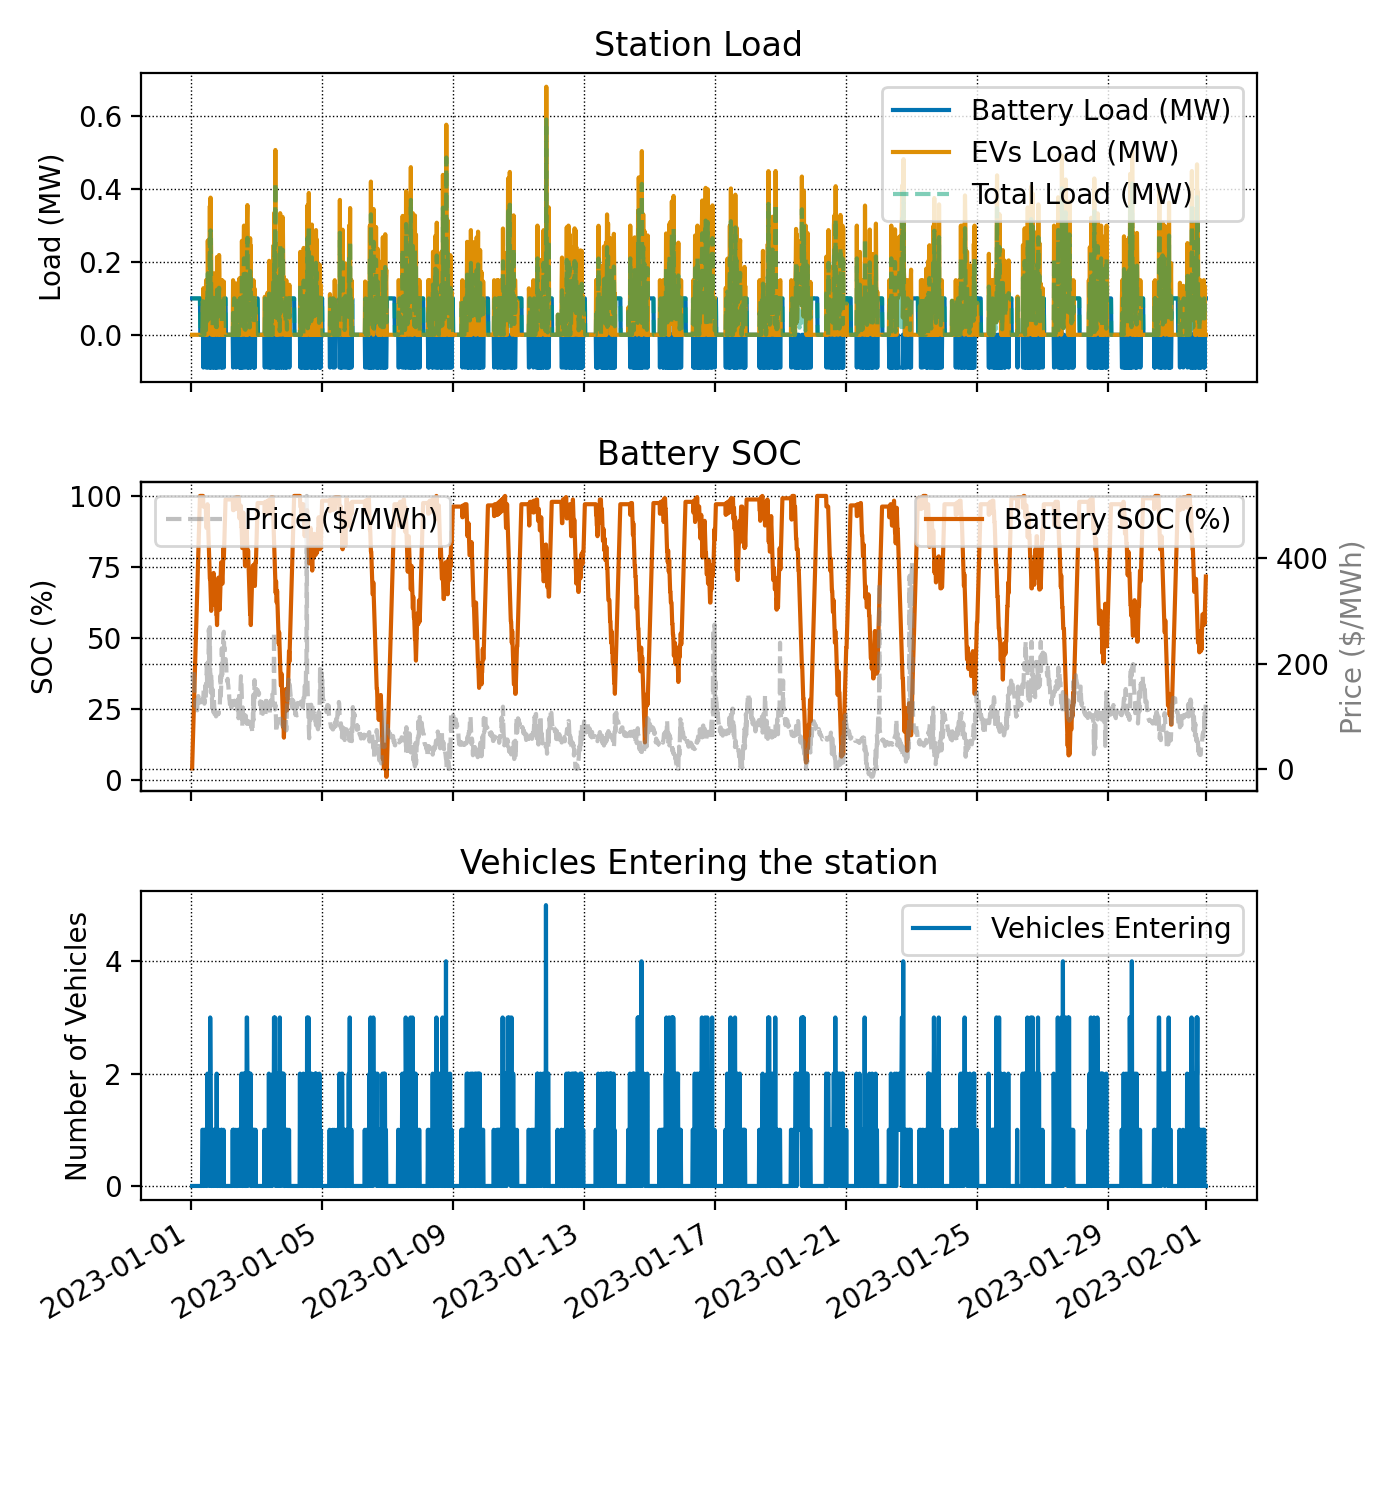 Station Load
Load (MW)
0.6
0.4
0.2
0.0
Battery Load (MW)
EVs Load (MW)
Total Load (MW)
Battery SOC
SOC (%)
100
75
50
25
0
Price ($/MWh)
Battery SOC (%)
400
200
0
Price ($/MWh)
Vehicles Entering the station
Number of Vehicles
4
2
0
Vehicles Entering
2023-01-01
2023-01-05
2023-01-09
2023-01-13
2023-01-17
2023-01-21
2023-01-25
2023-01-29
2023-02-01